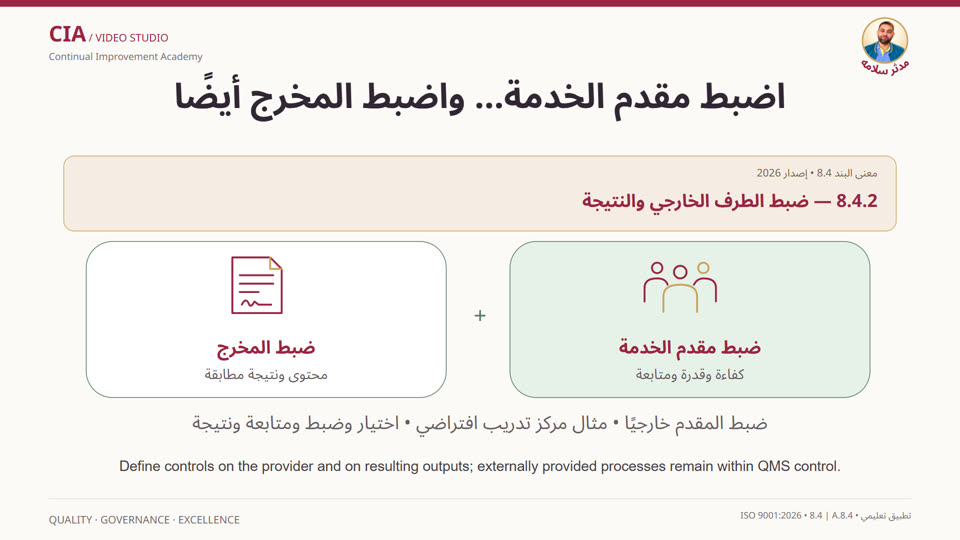 CIA / VIDEO STUDIO
Continual Improvement Academy
مدثر سلامه
اضبط مقدم الخدمة... واضبط المخرج أيضًا
معنى البند 8.4 • إصدار 2026
8.4.2 — ضبط الطرف الخارجي والنتيجة
ضبط مقدم الخدمة
كفاءة وقدرة ومتابعة
+
ضبط المخرج
محتوى ونتيجة مطابقة
ضبط المقدم خارجيًا • مثال مركز تدريب افتراضي • اختيار وضبط ومتابعة ونتيجة
Define controls on the provider and on resulting outputs; externally provided processes remain within QMS control.
QUALITY · GOVERNANCE · EXCELLENCE
تطبيق تعليمي • ISO 9001:2026 • 8.4 | A.8.4